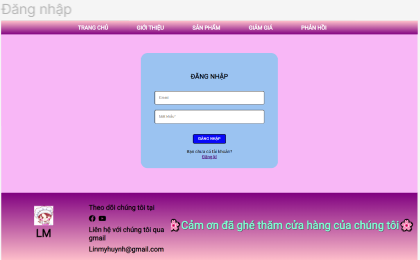 Đăng nhập
TRANG CHỦ GIỚI THIỆU SẢN PHẨM GIẢM GIÁ PHẢN HỒI
ĐĂNG NHẬP
Email
Mật khẩu
ĐĂNG NHẬP
Bạn chưa có tài khoản?
Đăng kí
Theo dõi chúng tôi tại
Liên hệ với chúng tôi qua
gmail
Linmyhuynh@gmail.com
LM
🌸Cảm ơn đã ghé thăm cửa hàng của chúng tôi🌸